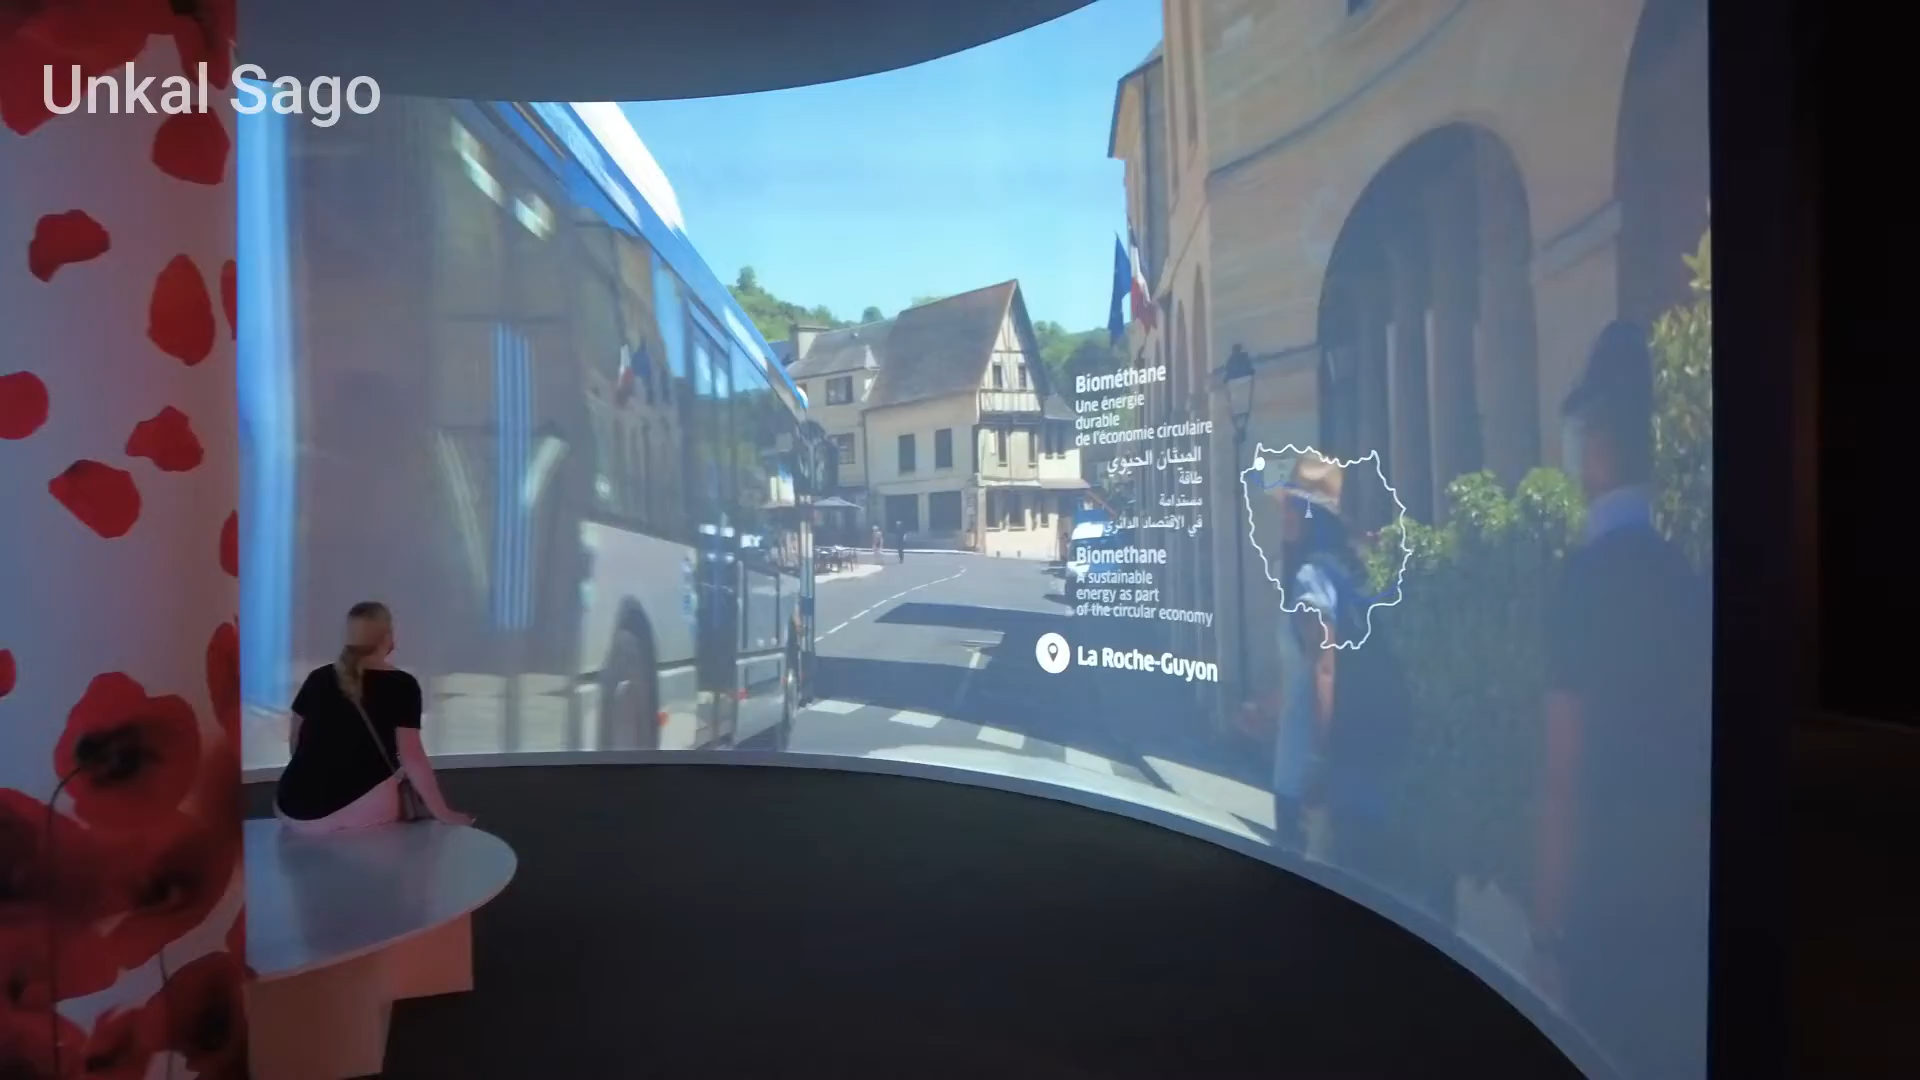 Unkal Sago
Biométhane
Une énergie
durable
de l'économie circulaire
الميثان الحيوي
طاقة
مستدامة
في الاقتصاد الدائري
Biomethane
A sustainable
energy as part
of the circular economy
La Roche-Guyon